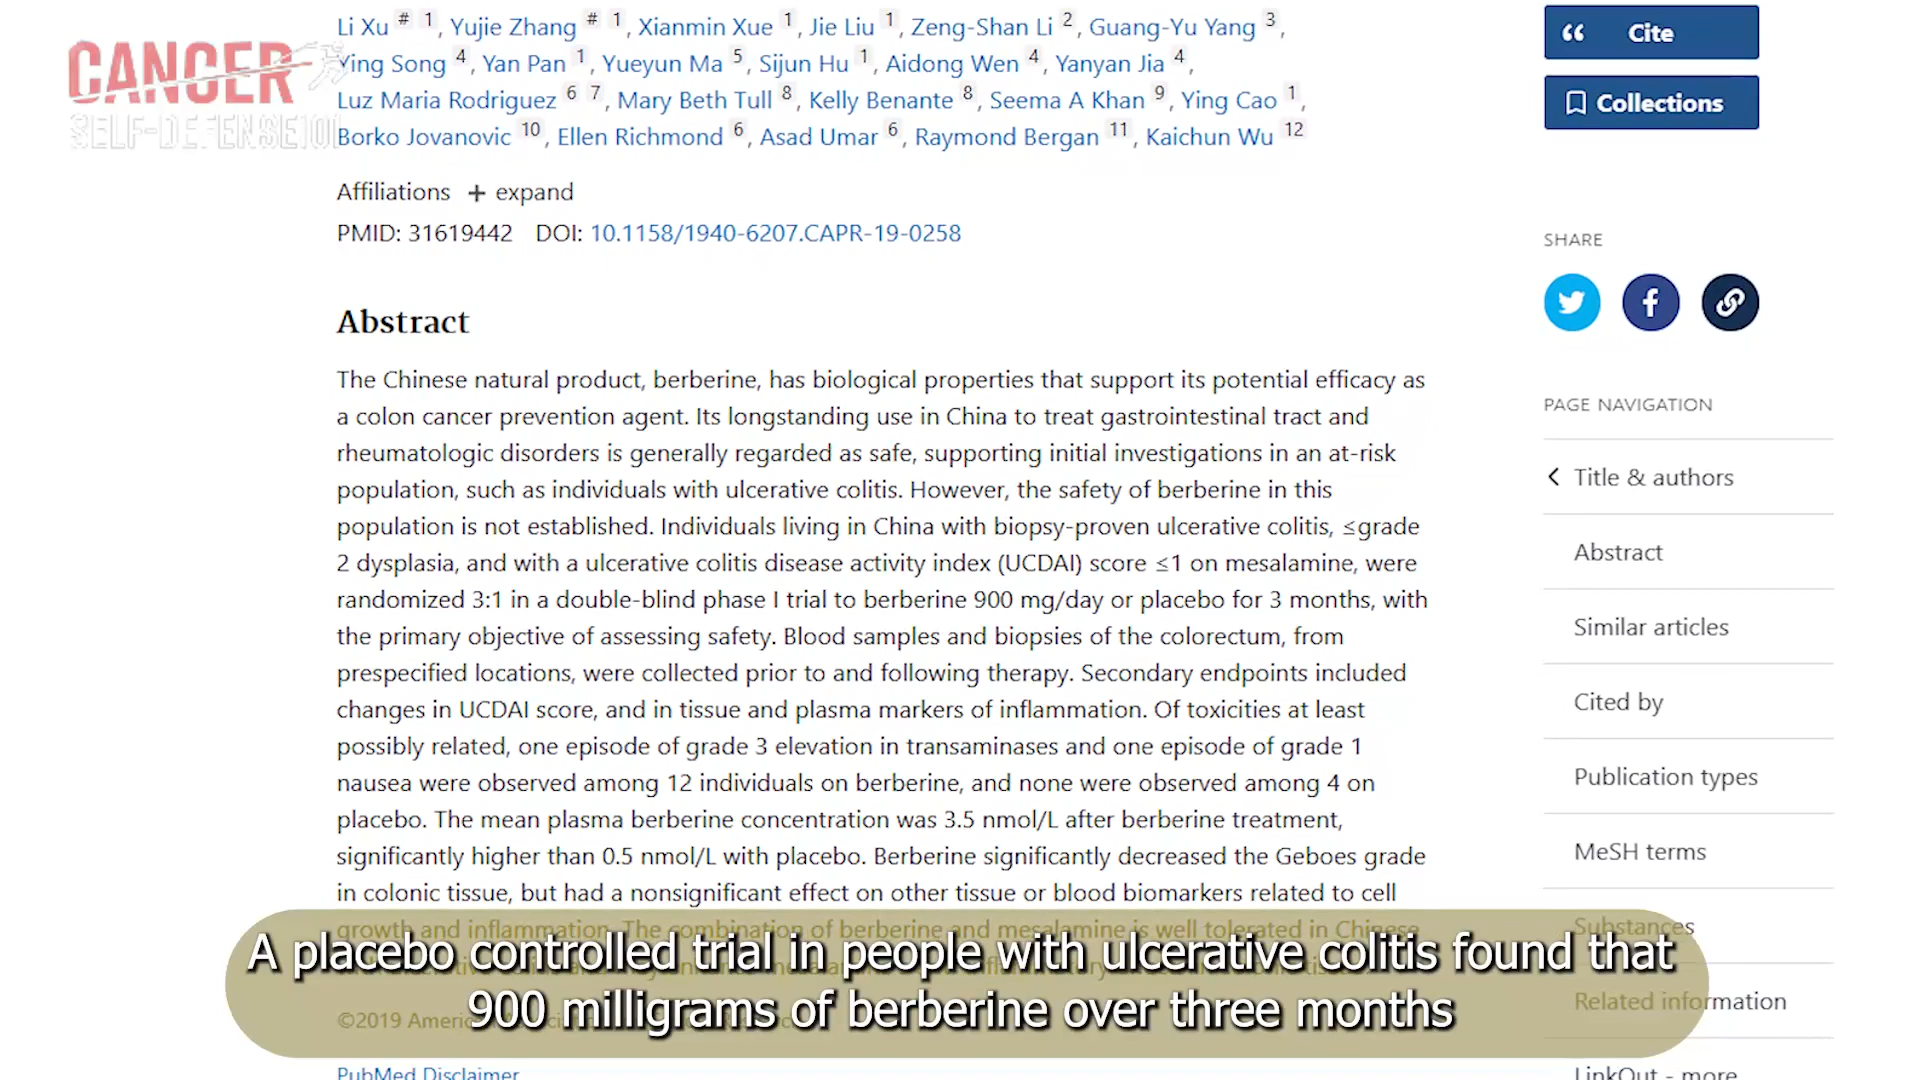 Li Xu # 1, Yujie Zhang # 1, Xianmin Xue 1, Jie Liu 1, Zeng-Shan Li 2, Guang-Yu Yang 3,
Ying Song 4, Yan Pan 1, Yueyun Ma 5, Sijun Hu 1, Aidong Wen 4, Yanyan Jia 4,
Luz Maria Rodriguez 6 7, Mary Beth Tull 8, Kelly Benante 8, Seema A Khan 9, Ying Cao 1,
Borko Jovanovic 10, Ellen Richmond 6, Asad Umar 6, Raymond Bergan 11, Kaichun Wu 12
CANCER
SELF-DEFENSE101
Affiliations + expand
PMID: 31619442 DOI: 10.1158/1940-6207.CAPR-19-0258
Abstract
The Chinese natural product, berberine, has biological properties that support its potential efficacy as
a colon cancer prevention agent. Its longstanding use in China to treat gastrointestinal tract and
rheumatologic disorders is generally regarded as safe, supporting initial investigations in an at-risk
population, such as individuals with ulcerative colitis. However, the safety of berberine in this
population is not established. Individuals living in China with biopsy-proven ulcerative colitis, ≤grade
2 dysplasia, and with a ulcerative colitis disease activity index (UCDAI) score ≤1 on mesalamine, were
randomized 3:1 in a double-blind phase I trial to berberine 900 mg/day or placebo for 3 months, with
the primary objective of assessing safety. Blood samples and biopsies of the colorectum, from
prespecified locations, were collected prior to and following therapy. Secondary endpoints included
changes in UCDAI score, and in tissue and plasma markers of inflammation. Of toxicities at least
possibly related, one episode of grade 3 elevation in transaminases and one episode of grade 1
nausea were observed among 12 individuals on berberine, and none were observed among 4 on
placebo. The mean plasma berberine concentration was 3.5 nmol/L after berberine treatment,
significantly higher than 0.5 nmol/L with placebo. Berberine significantly decreased the Geboes grade
in colonic tissue, but had a nonsignificant effect on other tissue or blood biomarkers related to cell
growth and inflammation. The combination of berberine and mesalamine is well tolerated in Chinese
A placebo controlled trial in people with ulcerative colitis found that
900 milligrams of berberine over three months
©2019
PubMed Disclaimer
Cite
Collections
SHARE
PAGE NAVIGATION
Title & authors
Abstract
Similar articles
Cited by
Publication types
MeSH terms
Substances
Related information
LinkOut - more